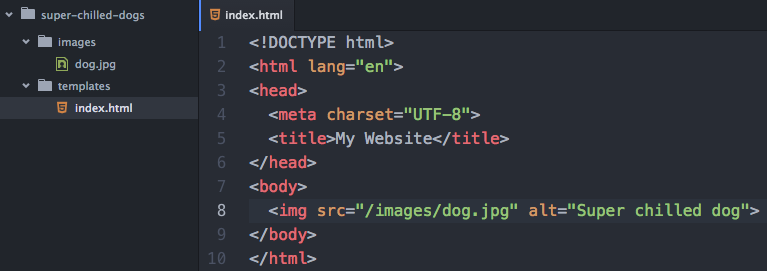 super-chilled-dogs
images
dog.jpg
templates
index.html
index.html
1 <!DOCTYPE html>
2 <html lang="en">
3 <head>
4   <meta charset="UTF-8">
5   <title>My Website</title>
6 </head>
7 <body>
8   <img src="/images/dog.jpg" alt="Super chilled dog">
9 </body>
10 </html>